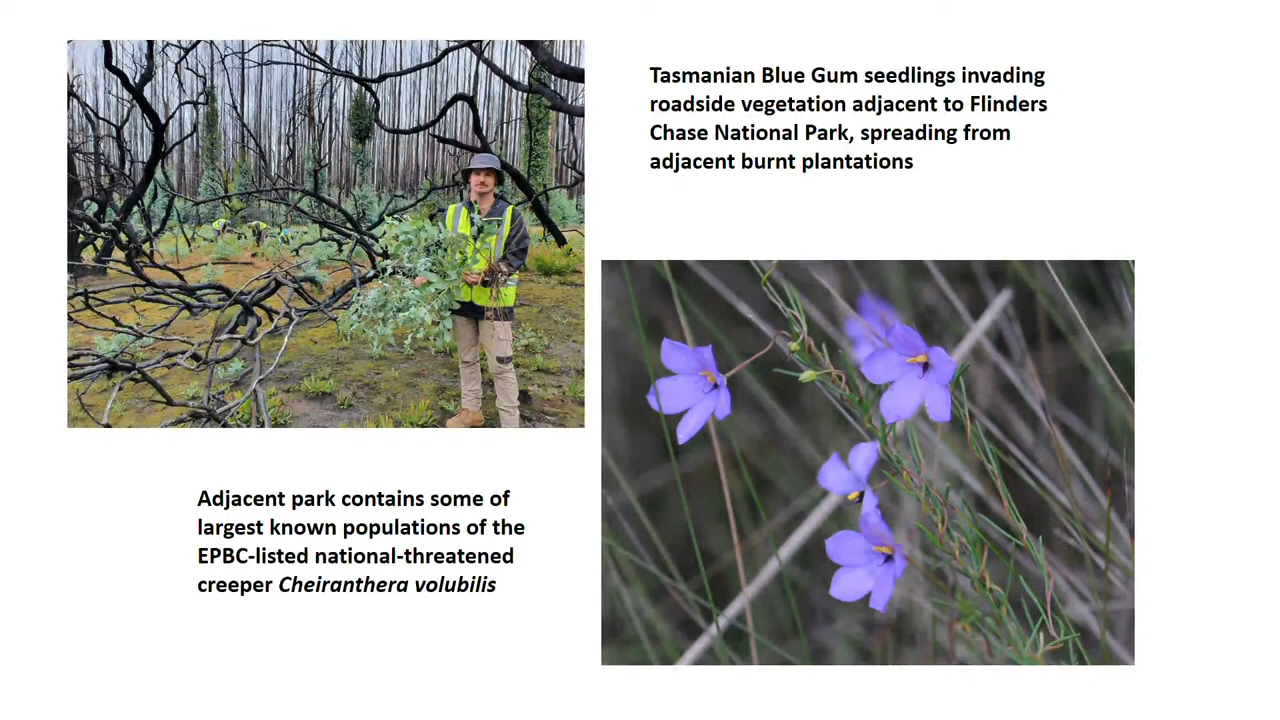 Tasmanian Blue Gum seedlings invading
roadside vegetation adjacent to Flinders
Chase National Park, spreading from
adjacent burnt plantations
Adjacent park contains some of
largest known populations of the
EPBC-listed national-threatened
creeper Cheiranthera volubilis